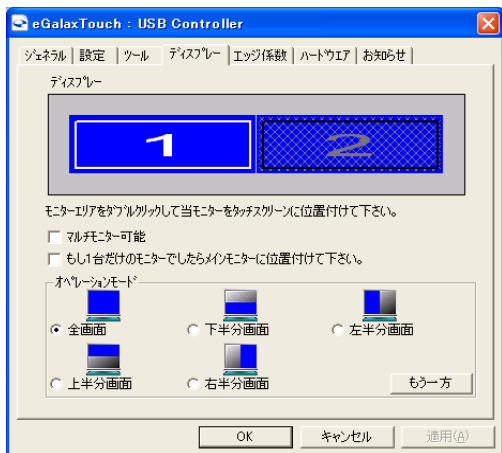 eGalaxTouch : USB Controller
ジェネラル 設定 ツール ディスプレー エッジ係数 ハードウエア お知らせ
ディスプレー
1 2
モニターエリアをダブルクリックして当モニターをタッチスクリーンに位置付けて下さい。
マルチモニター可能
もし1台だけのモニターでしたらメインモニターに位置付けて下さい。
オペレーションモード
全画面 下半分画面 左半分画面
上半分画面 右半分画面 もう一方
OK キャンセル 適用(A)